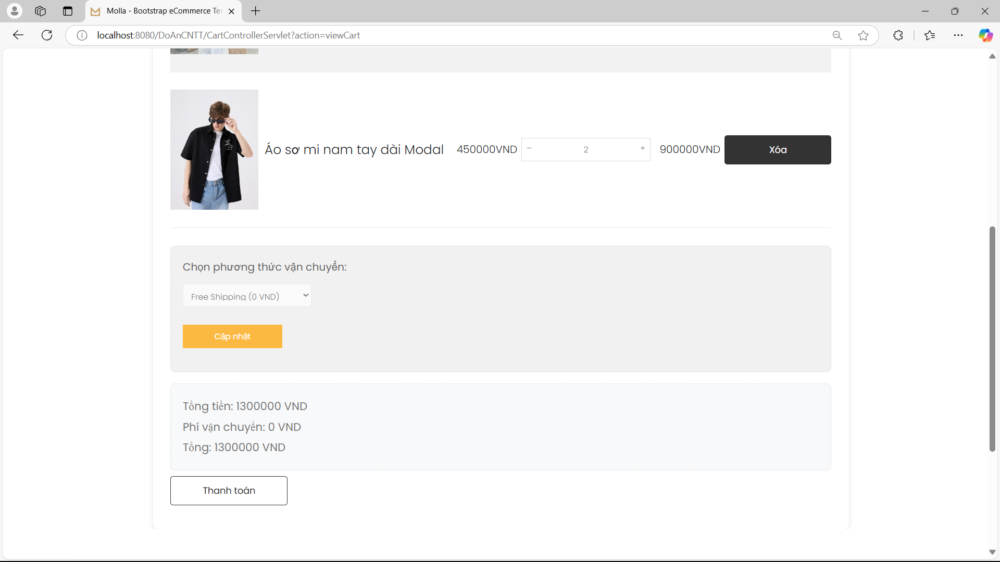 Molla - Bootstrap eCommerce Ter
localhost:8080/DoAnCNTT/CartControllerServlet?action=viewCart
Áo sơ mi nam tay dài Modal 450000VND − 2 + 900000VND Xóa
Chọn phương thức vận chuyển:
Free Shipping (0 VND)
Cập nhật
Tổng tiền: 1300000 VND
Phí vận chuyển: 0 VND
Tổng: 1300000 VND
Thanh toán